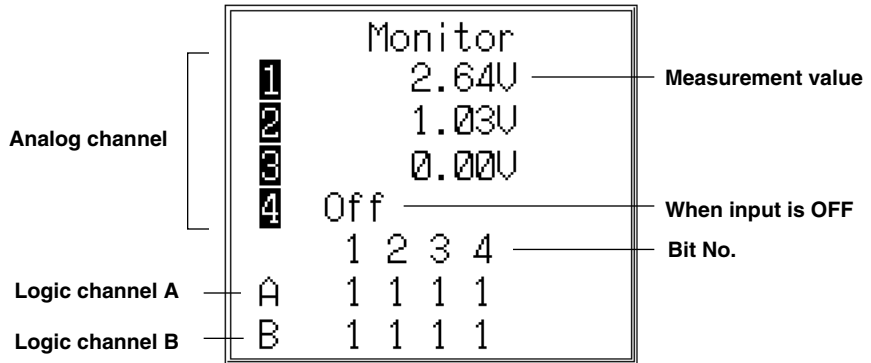 Monitor
1 2.64V Measurement value
2 1.03V
Analog channel
3 0.00V
4 Off When input is OFF
1 2 3 4 Bit No.
Logic channel A A 1 1 1 1
Logic channel B B 1 1 1 1